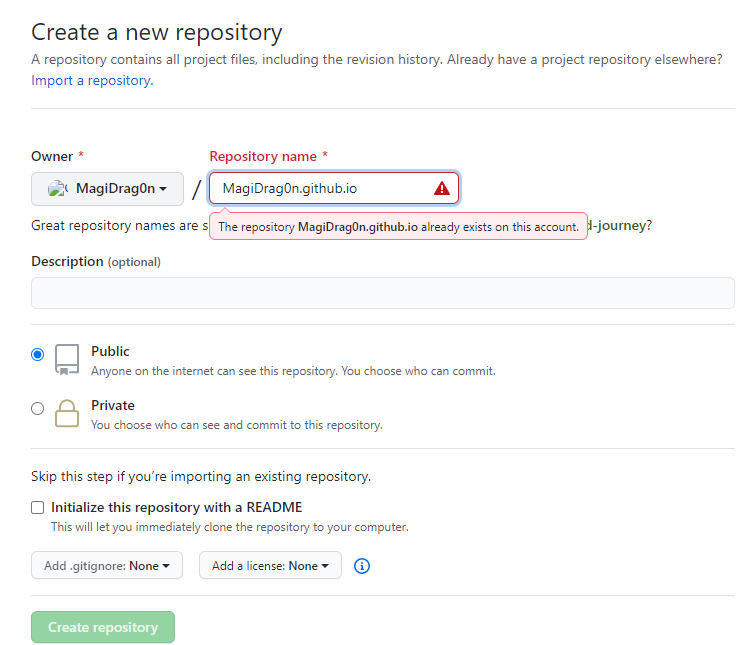 Create a new repository
A repository contains all project files, including the revision history. Already have a project repository elsewhere?
Import a repository.
Owner *
Repository name *
MagiDrag0n
/
MagiDrag0n.github.io
The repository MagiDrag0n.github.io already exists on this account.
Great repository names are s
d-journey?
Description (optional)
Public
Anyone on the internet can see this repository. You choose who can commit.
Private
You choose who can see and commit to this repository.
Skip this step if you’re importing an existing repository.
Initialize this repository with a README
This will let you immediately clone the repository to your computer.
Add .gitignore: None
Add a license: None
Create repository